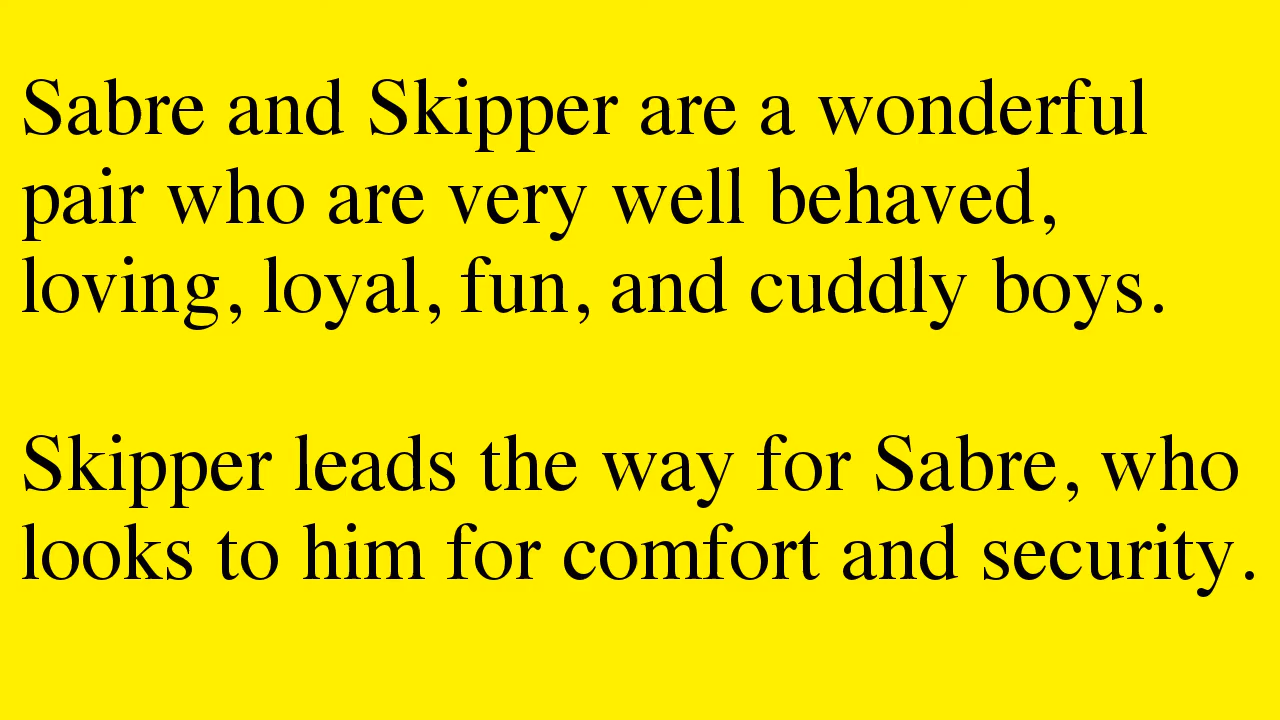 Sabre and Skipper are a wonderful
pair who are very well behaved,
loving, loyal, fun, and cuddly boys.
Skipper leads the way for Sabre, who
looks to him for comfort and security.